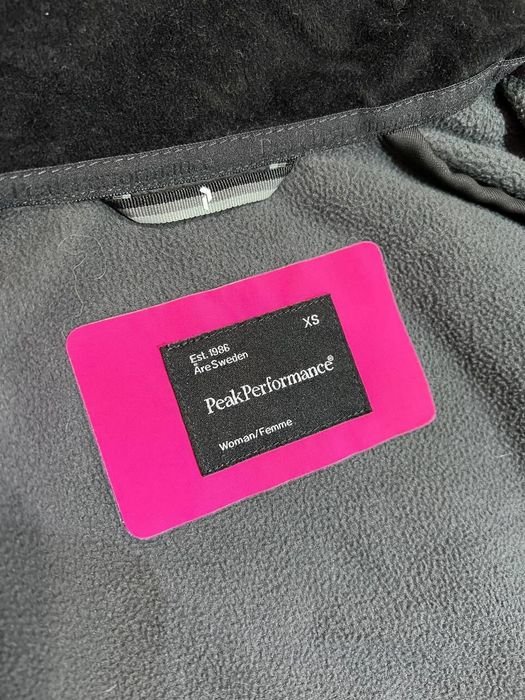 XS
Est. 1986
Åre Sweden
PeakPerformance®
Woman/Femme